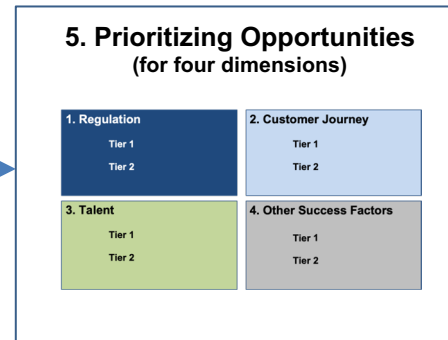 5. Prioritizing Opportunities
(for four dimensions)
1. Regulation
Tier 1
Tier 2
2. Customer Journey
Tier 1
Tier 2
3. Talent
Tier 1
Tier 2
4. Other Success Factors
Tier 1
Tier 2